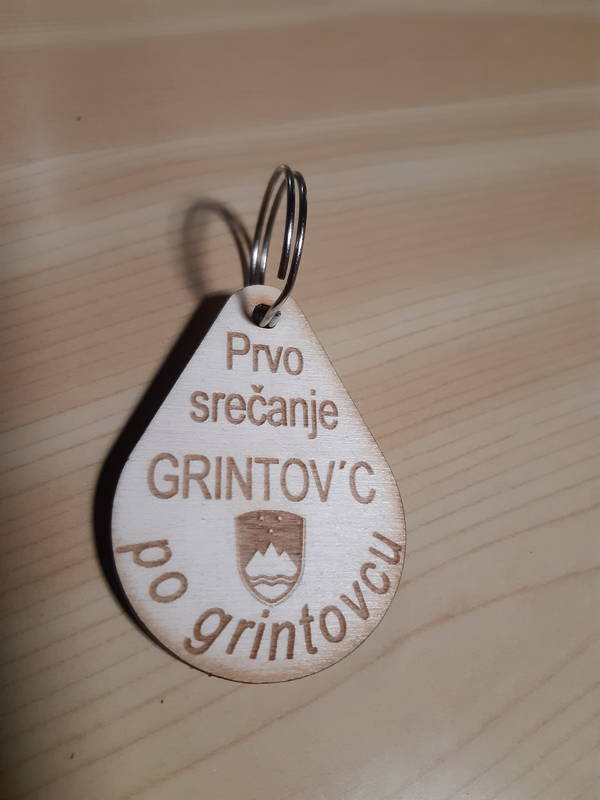 Prvo
srečanje
GRINTOV´C
po grintovcu